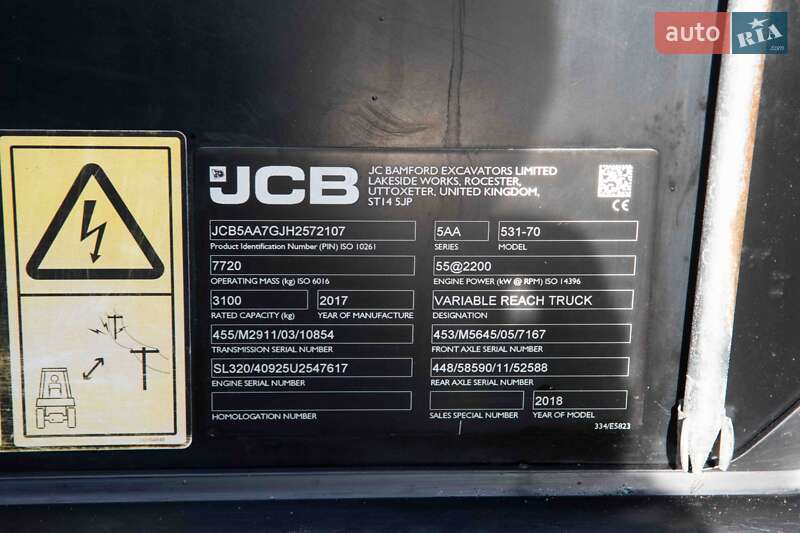 auto RIA.com
JCB
JC BAMFORD EXCAVATORS LIMITED
LAKESIDE WORKS, ROCESTER,
UTTOXETER, UNITED KINGDOM,
ST14 5JP
CE
JCB5AA7GJH2572107 5AA 531-70
Product Identification Number (PIN) ISO 10261 SERIES MODEL
7720 55@2200
OPERATING MASS (kg) ISO 6016 ENGINE POWER (kW @ RPM) ISO 14396
3100 2017 VARIABLE REACH TRUCK
RATED CAPACITY (kg) YEAR OF MANUFACTURE DESIGNATION
455/M2911/03/10854 453/M5645/05/7167
TRANSMISSION SERIAL NUMBER FRONT AXLE SERIAL NUMBER
SL320/40925U2547617 448/58590/11/52588
ENGINE SERIAL NUMBER REAR AXLE SERIAL NUMBER
2018
HOMOLOGATION NUMBER SALES SPECIAL NUMBER YEAR OF MODEL
334/E5823